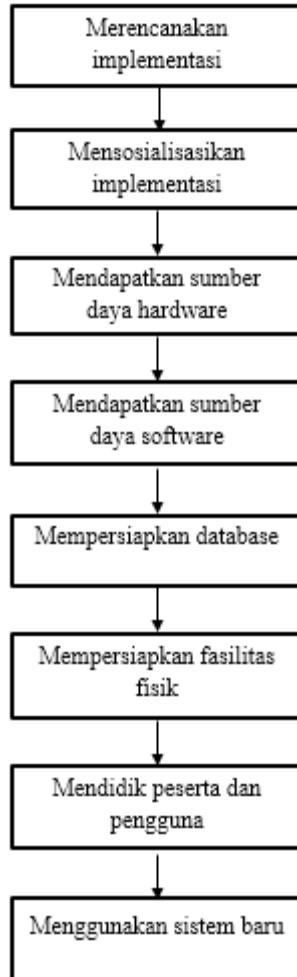 Merencanakan
implementasi
Mensosialisasikan
implementasi
Mendapatkan sumber
daya hardware
Mendapatkan sumber
daya software
Mempersiapkan database
Mempersiapkan fasilitas
fisik
Mendidik peserta dan
pengguna
Menggunakan sistem baru